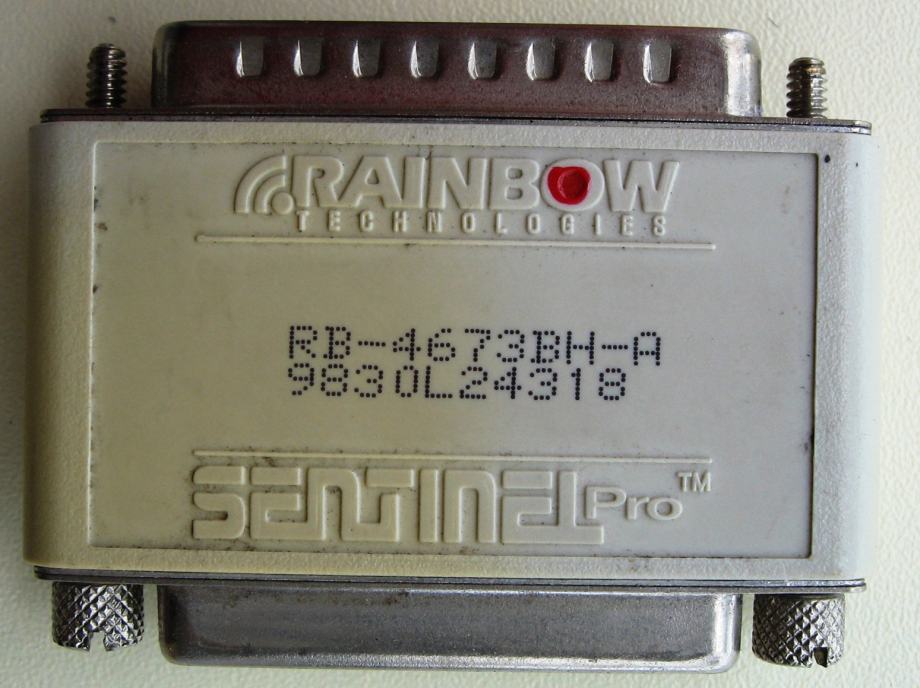 RAINBOW
TECHNOLOGIES
RB-4673BH-A
9830L24318
SENTINEL Pro™